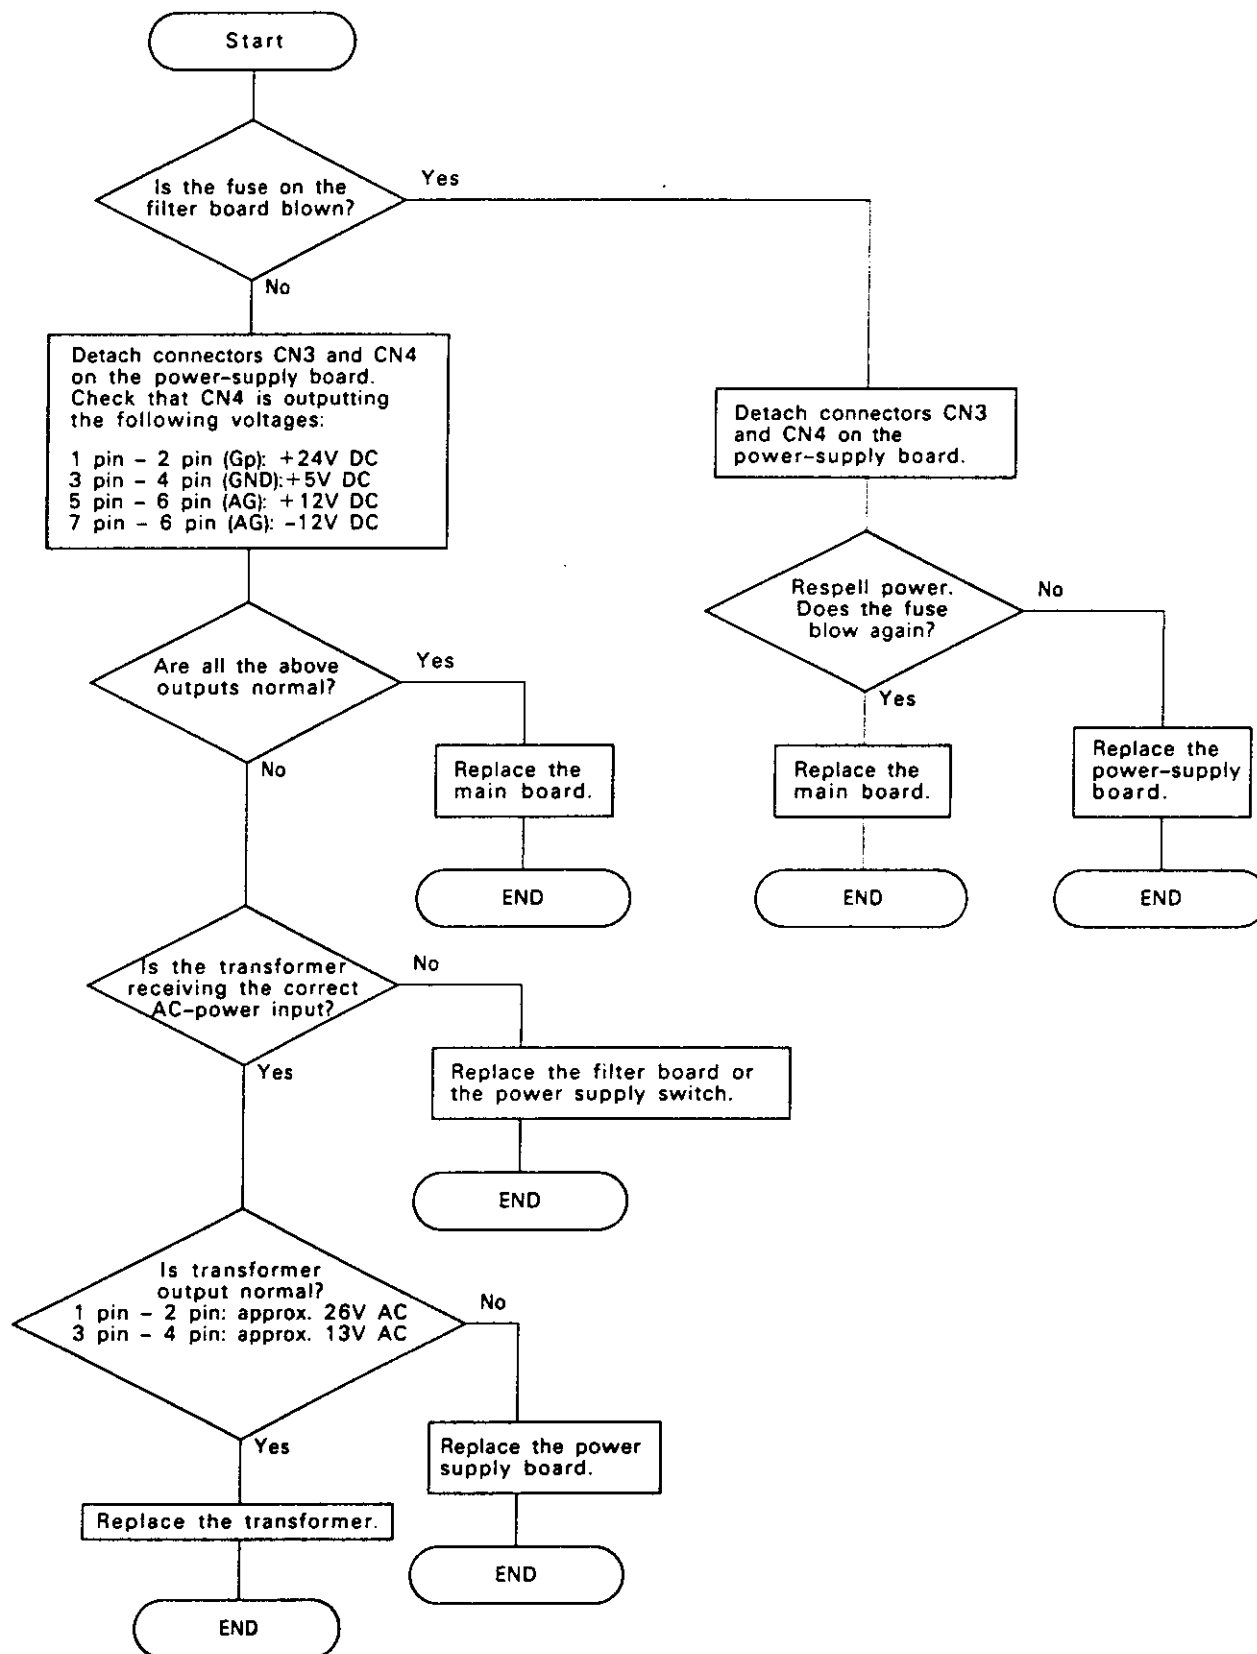 Start
Is the fuse on the
filter board blown?
Yes
No
Detach connectors CN3 and CN4
on the power-supply board.
Check that CN4 is outputting
the following voltages:
1 pin – 2 pin (Gp): +24V DC
3 pin – 4 pin (GND):+5V DC
5 pin – 6 pin (AG): +12V DC
7 pin – 6 pin (AG): -12V DC
Detach connectors CN3
and CN4 on the
power-supply board.
Respell power.
Does the fuse
blow again?
No
Yes
Are all the above
outputs normal?
Yes
No
Replace the
main board.
END
Replace the
main board.
END
Replace the
power-supply
board.
END
Is the transformer
receiving the correct
AC-power input?
No
Yes
Replace the filter board or
the power supply switch.
END
Is transformer
output normal?
1 pin – 2 pin: approx. 26V AC
3 pin – 4 pin: approx. 13V AC
No
Yes
Replace the power
supply board.
END
Replace the transformer.
END